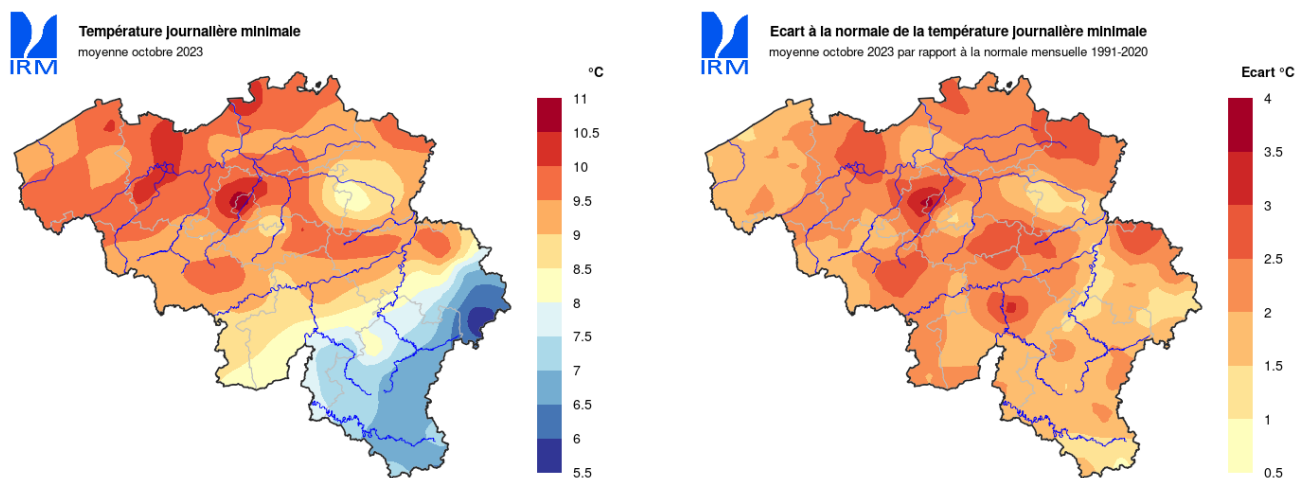 IRM
Température journalière minimale
moyenne octobre 2023
°C
11
10.5
10
9.5
9
8.5
8
7.5
7
6.5
6
5.5
IRM
Ecart à la normale de la température journalière minimale
moyenne octobre 2023 par rapport à la normale mensuelle 1991-2020
Ecart °C
4
3.5
3
2.5
2
1.5
1
0.5